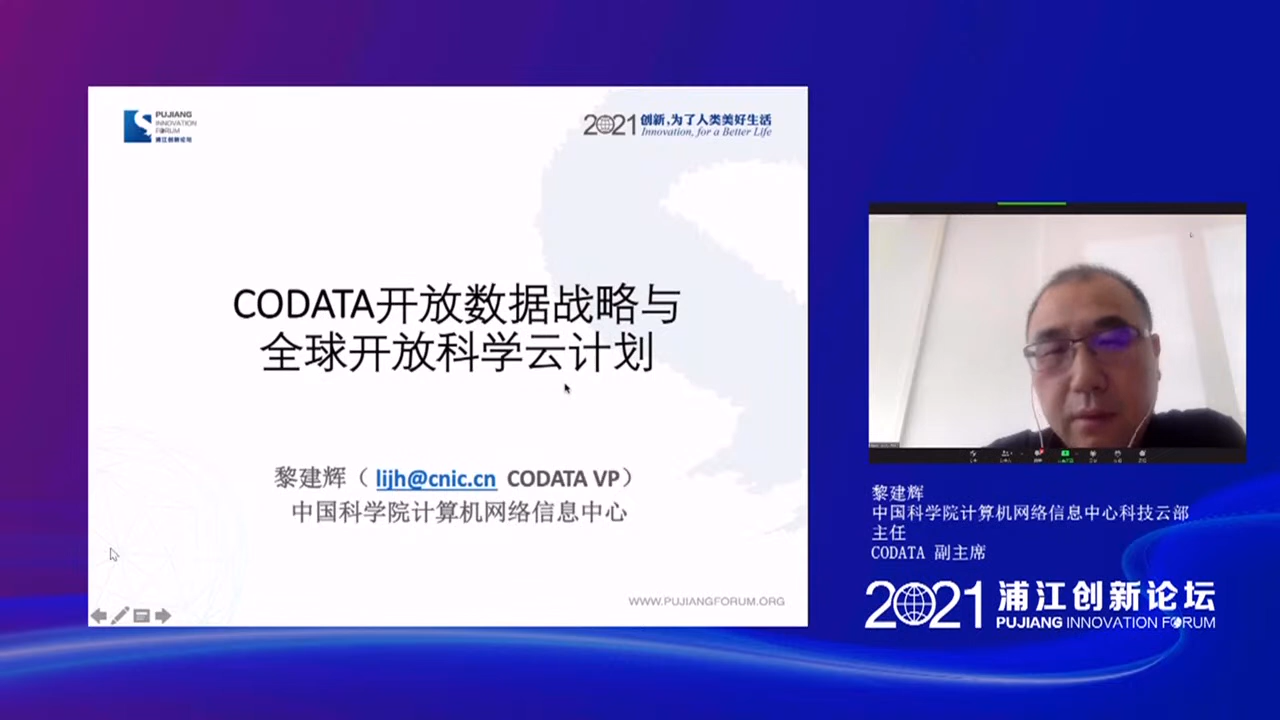 PUJIANG
INNOVATION
FORUM
浦江创新论坛
2021 创新,为了人类美好生活
Innovation, for a Better Life
CODATA开放数据战略与
全球开放科学云计划
黎建辉（ lijh@cnic.cn CODATA VP）
中国科学院计算机网络信息中心
WWW.PUJIANGFORUM.ORG
黎建辉
中国科学院计算机网络信息中心科技云部
主任
CODATA 副主席
2021 浦江创新论坛
PUJIANG INNOVATION FORUM